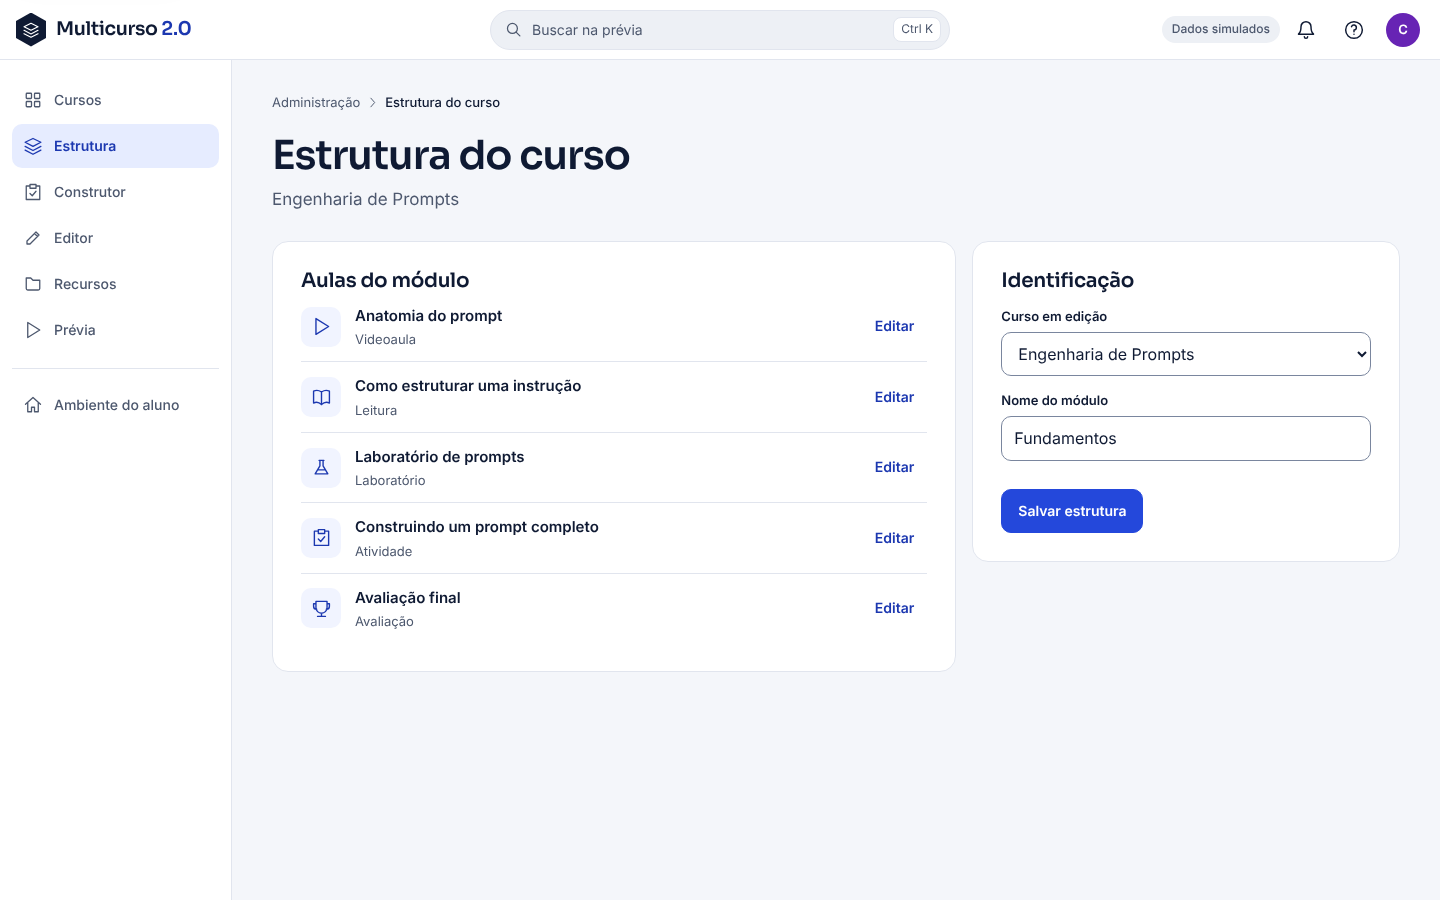 Multicurso 2.0
Buscar na prévia
Ctrl K
Dados simulados
C
Cursos
Estrutura
Construtor
Editor
Recursos
Prévia
Ambiente do aluno
Administração
Estrutura do curso
Estrutura do curso
Engenharia de Prompts
Aulas do módulo
Anatomia do prompt
Videoaula
Editar
Como estruturar uma instrução
Leitura
Editar
Laboratório de prompts
Laboratório
Editar
Construindo um prompt completo
Atividade
Editar
Avaliação final
Avaliação
Editar
Identificação
Curso em edição
Engenharia de Prompts
Nome do módulo
Fundamentos
Salvar estrutura